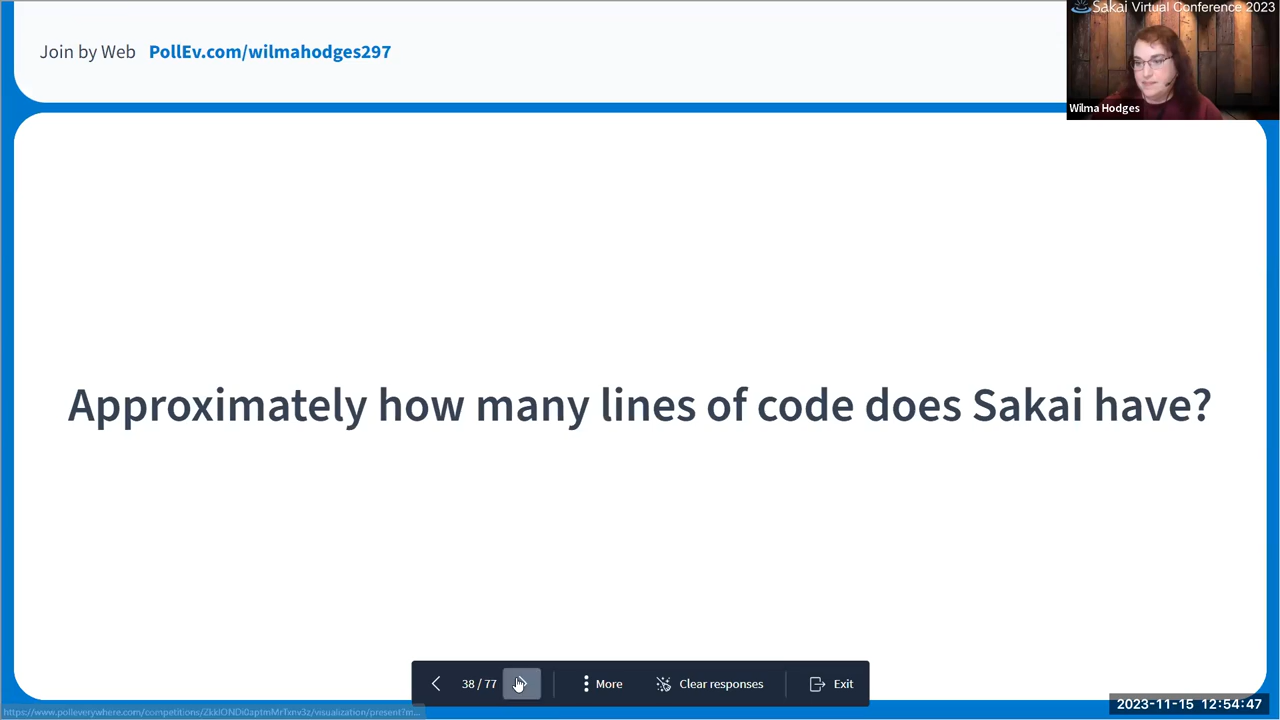 Sakai Virtual Conference 2023
Join by Web PollEv.com/wilmahodges297
Wilma Hodges
Approximately how many lines of code does Sakai have?
38 / 77
More
Clear responses
Exit
2023-11-15 12:54:47